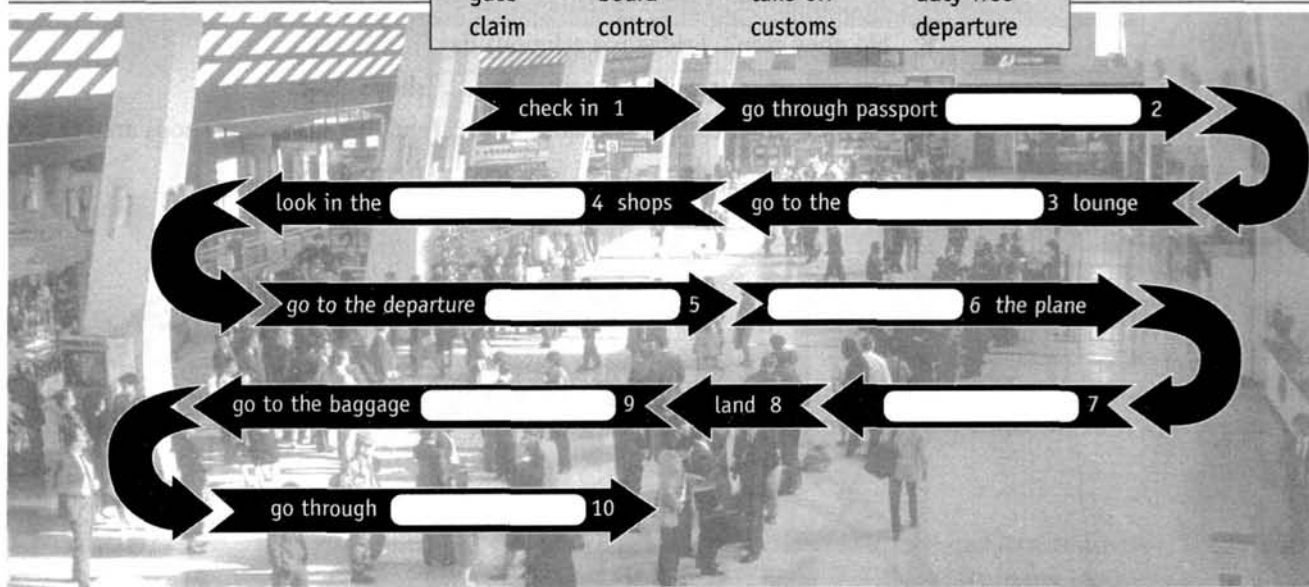 claim control customs departure
check in 1 go through passport 2
go to the 3 lounge
look in the 4 shops
go to the departure 5 6 the plane
7
land 8
go to the baggage 9
go through 10